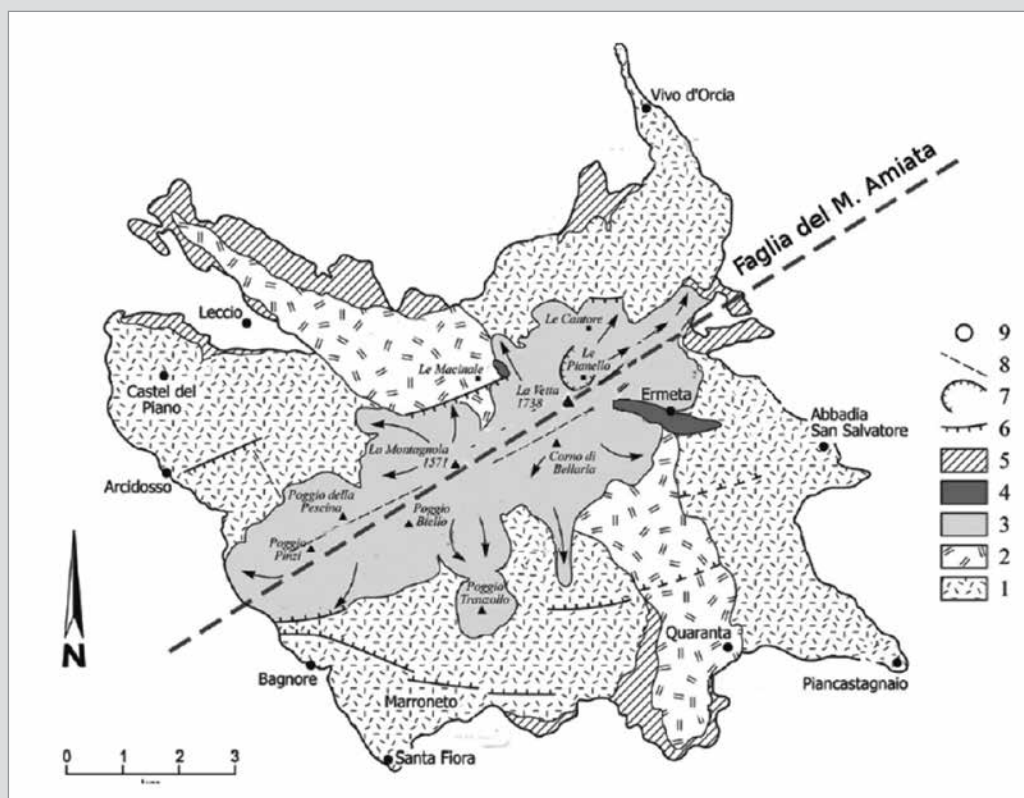 Vivo d'Orcia
Faglia del M. Amiata
Leccio
Le Cantore
Le
Pianello
Le Macinaie
La Vetta
1738
Ermeta
Castel del
Piano
Abbadia
San Salvatore
La Montagnola
1571
Corno di
Bellaria
Arcidosso
Poggio della
Pescina
Poggio
Biello
Poggio
Pinzi
Poggio
Trauzollo
Quaranta
Bagnore
Marroneto
Piancastagnaio
Santa Fiora
N
0 1 2 3
9
8
7
6
5
4
3
2
1